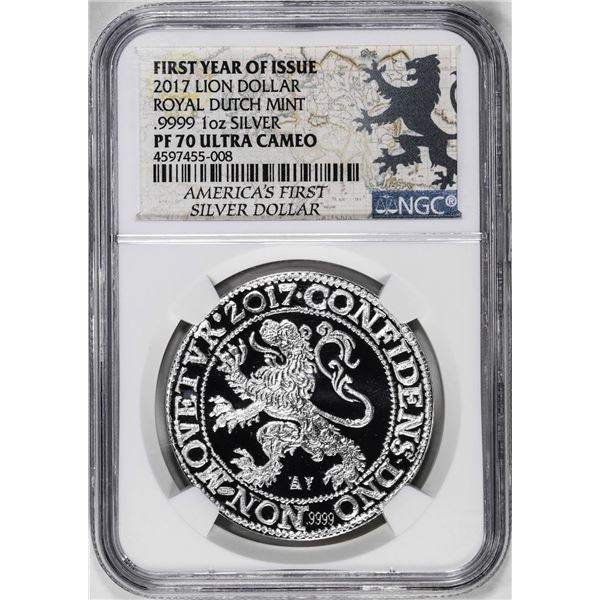 FIRST YEAR OF ISSUE
2017 LION DOLLAR
ROYAL DUTCH MINT
.9999 1oz SILVER
PF 70 ULTRA CAMEO
4597455-008
AMERICA'S FIRST
SILVER DOLLAR
NGC®
·2017·CONFIDENS·DNO·NON·MOVETVR
AY
.9999